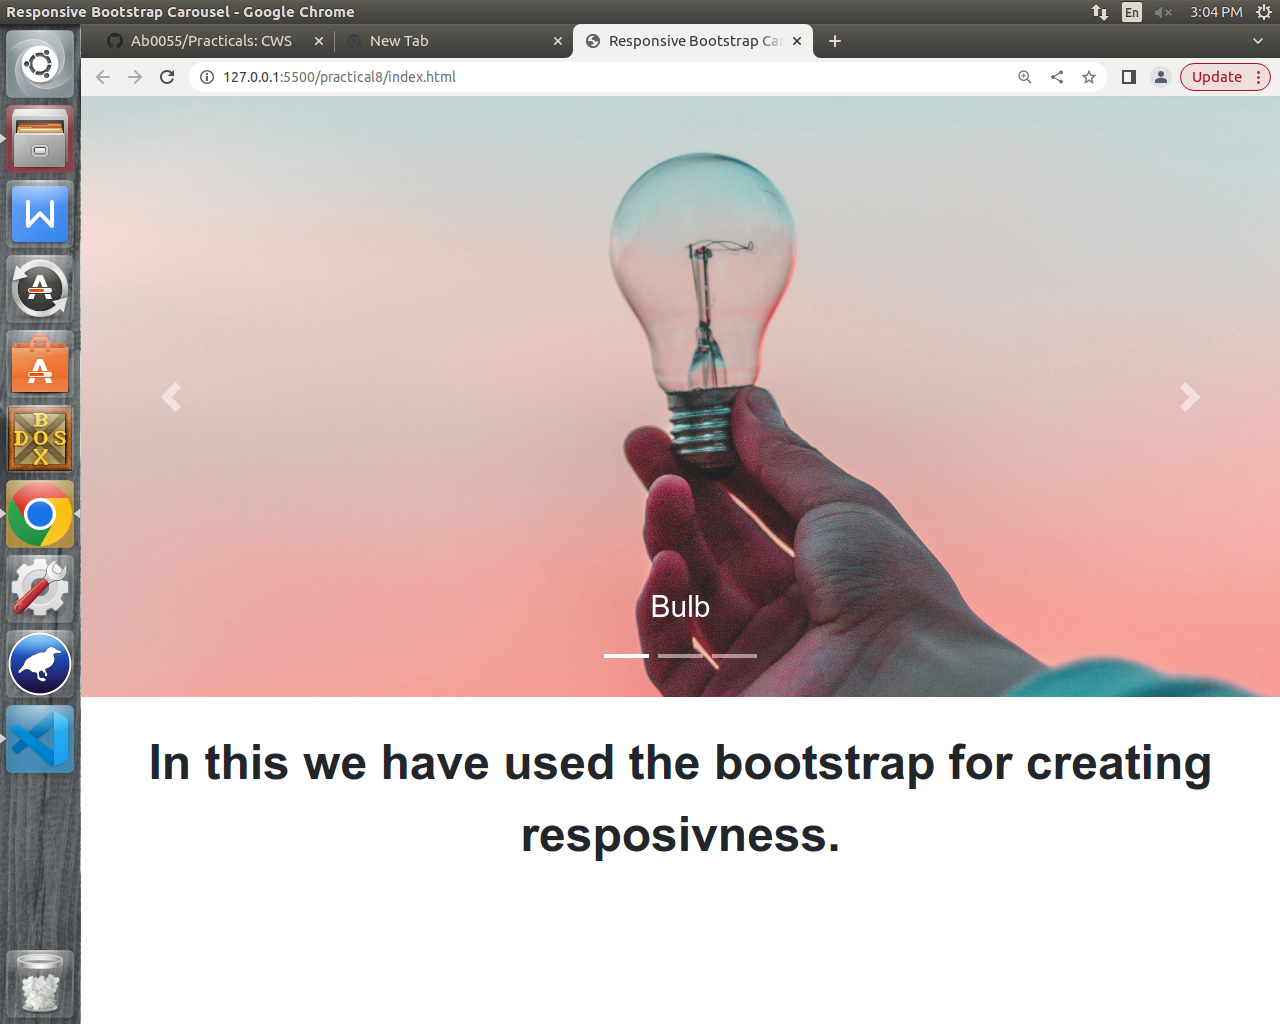 Responsive Bootstrap Carousel - Google Chrome
En
3:04 PM
Ab0055/Practicals: CWS
New Tab
Responsive Bootstrap Car
127.0.0.1:5500/practical8/index.html
Update
W
A
A
B
DOS
X
Bulb
In this we have used the bootstrap for creating
resposivness.